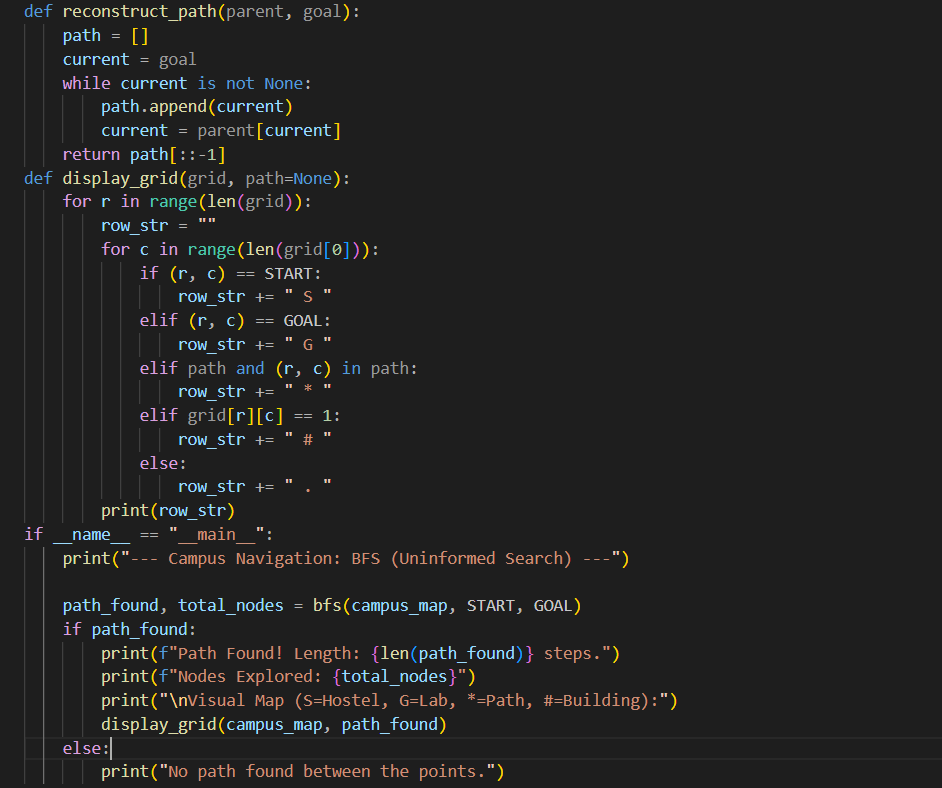 def reconstruct_path(parent, goal):
    path = []
    current = goal
    while current is not None:
        path.append(current)
        current = parent[current]
    return path[::-1]
def display_grid(grid, path=None):
    for r in range(len(grid)):
        row_str = ""
        for c in range(len(grid[0])):
            if (r, c) == START:
                row_str += " S "
            elif (r, c) == GOAL:
                row_str += " G "
            elif path and (r, c) in path:
                row_str += " * "
            elif grid[r][c] == 1:
                row_str += " # "
            else:
                row_str += " . "
        print(row_str)
if __name__ == "__main__":
    print("--- Campus Navigation: BFS (Uninformed Search) ---")
    path_found, total_nodes = bfs(campus_map, START, GOAL)
    if path_found:
        print(f"Path Found! Length: {len(path_found)} steps.")
        print(f"Nodes Explored: {total_nodes}")
        print("\nVisual Map (S=Hostel, G=Lab, *=Path, #=Building):")
        display_grid(campus_map, path_found)
    else:
        print("No path found between the points.")